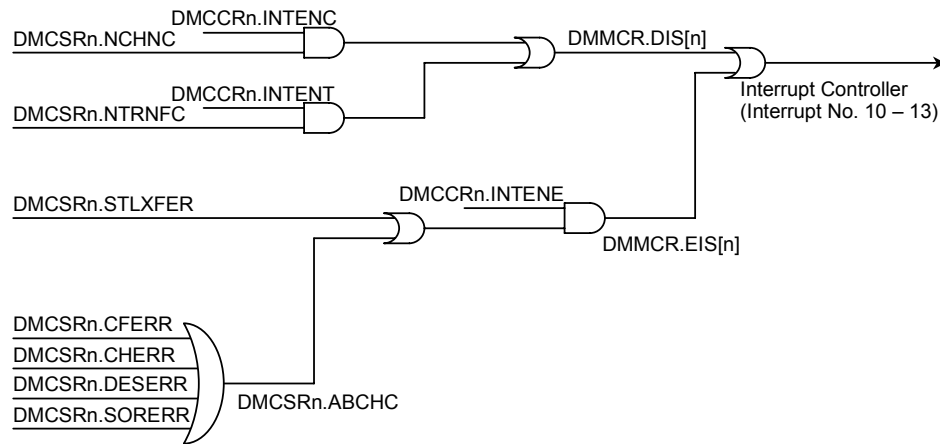 DMCCRn.INTENC
DMCSRn.NCHNC
DMMCR.DIS[n]
Interrupt Controller
(Interrupt No. 10 – 13)
DMCCRn.INTENT
DMCSRn.NTRNFC
DMCCRn.INTENE
DMCSRn.STLXFER
DMMCR.EIS[n]
DMCSRn.CFERR
DMCSRn.CHERR
DMCSRn.DESERR
DMCSRn.SORERR
DMCSRn.ABCHC